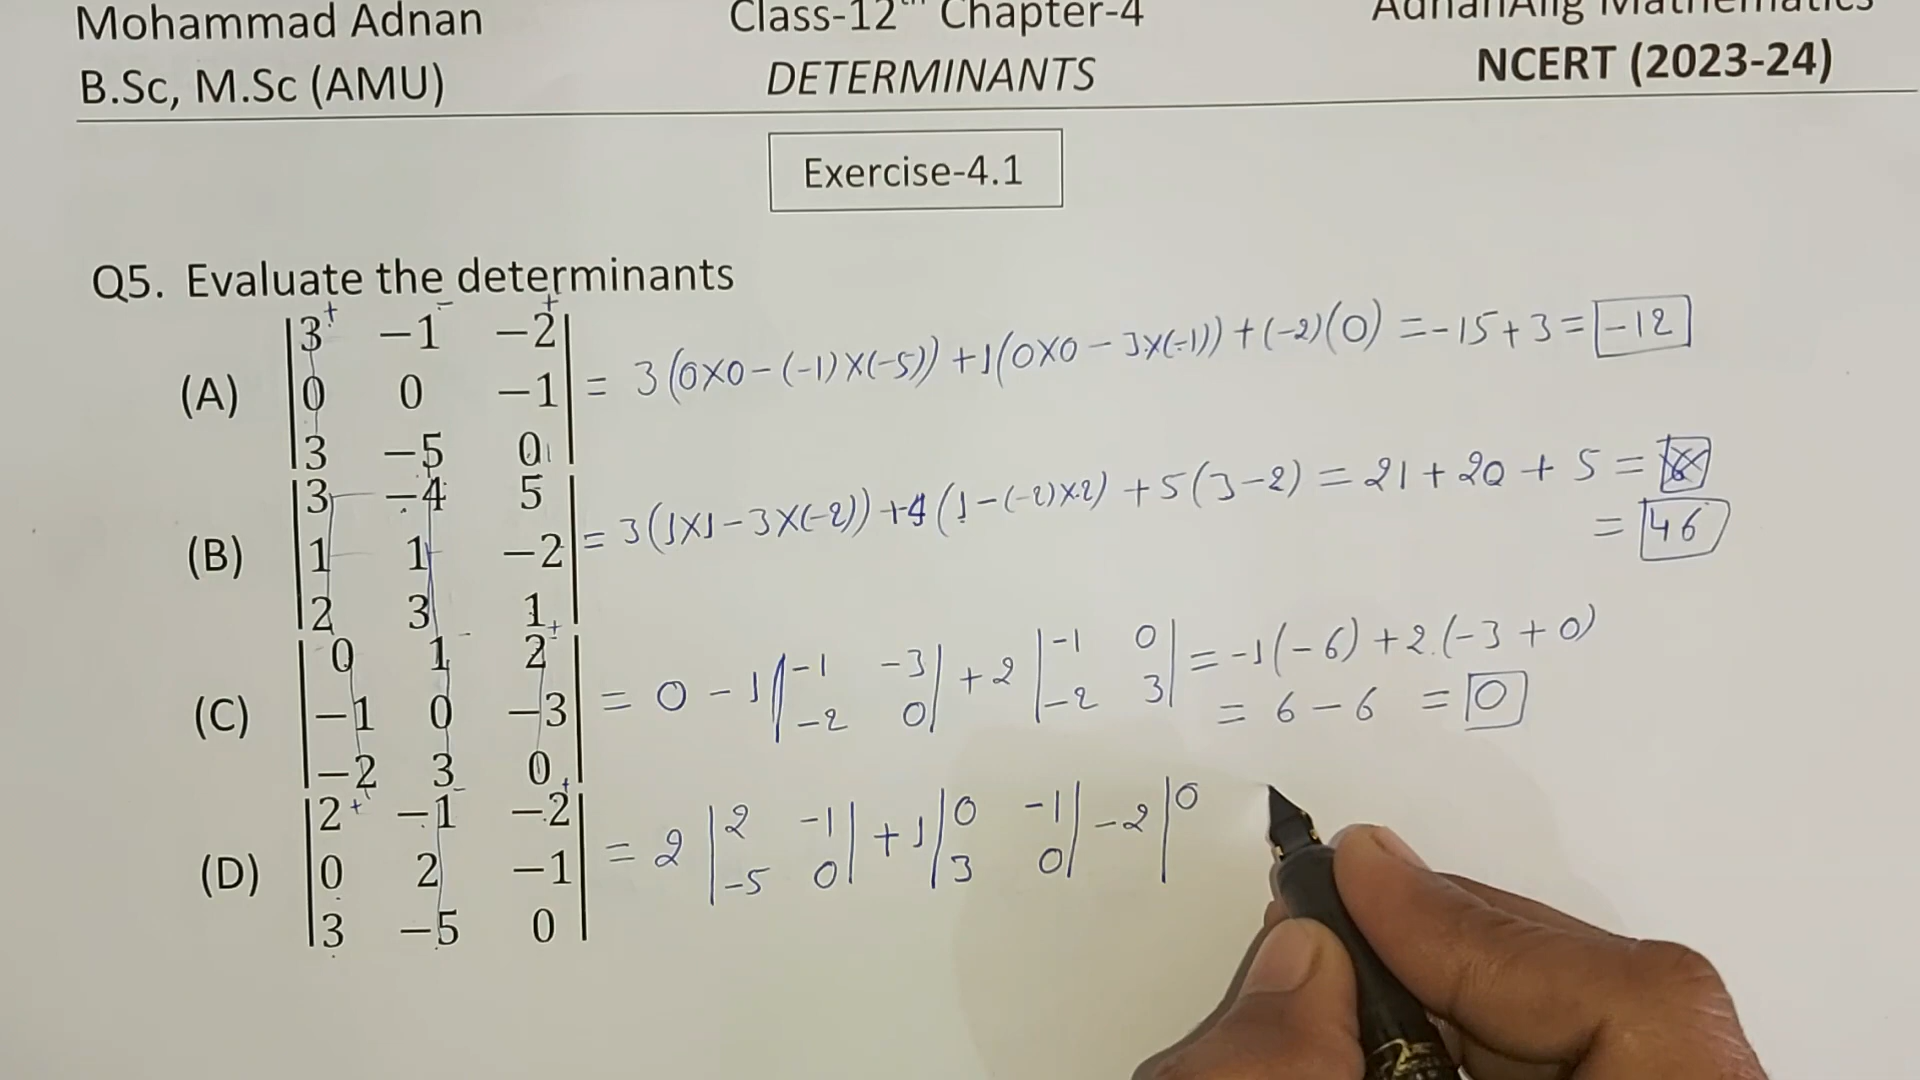 Mohammad Adnan Class-12th Chapter-4 AdnanAlig Mathematics
B.Sc, M.Sc (AMU) DETERMINANTS NCERT (2023-24)
Exercise-4.1
Q5. Evaluate the determinants
(A) |3 −1 −2|
|0 0 −1| = 3(0×0−(−1)×(−5)) +1(0×0−3×(−1)) +(−2)(0) = −15+3 = −12
|3 −5 0|
(B) |3 −4 5|
|1 1 −2| = 3(1×1−3×(−2)) +4(1−(−2)×2) +5(3−2) = 21+20+5 =
|2 3 1| = 46
(C) |0 1 2|
|−1 0 −3| = 0 −1 |−1 −3| +2 |−1 0| = −1(−6)+2.(−3+0)
|−2 3 0| |−2 0| |−2 3| = 6−6 = 0
(D) |2 −1 −2|
|0 2 −1| = 2 |2 −1| +1 |0 −1| −2 |0
|3 −5 0| |−5 0| |3 0|